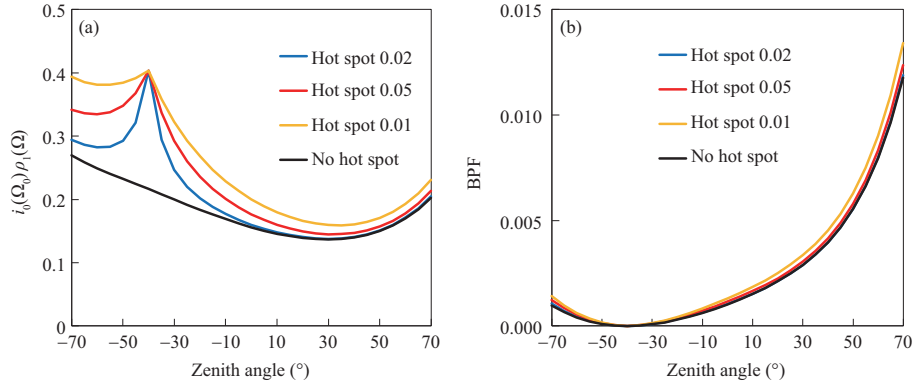 (a)
i₀(Ω₀) ρ₁(Ω)
0.5
0.4
0.3
0.2
0.1
0
Hot spot 0.02
Hot spot 0.05
Hot spot 0.01
No hot spot
−70 −50 −30 −10 10 30 50 70
Zenith angle (°)
(b)
BPF
0.015
0.010
0.005
0.000
Hot spot 0.02
Hot spot 0.05
Hot spot 0.01
No hot spot
−70 −50 −30 −10 10 30 50 70
Zenith angle (°)